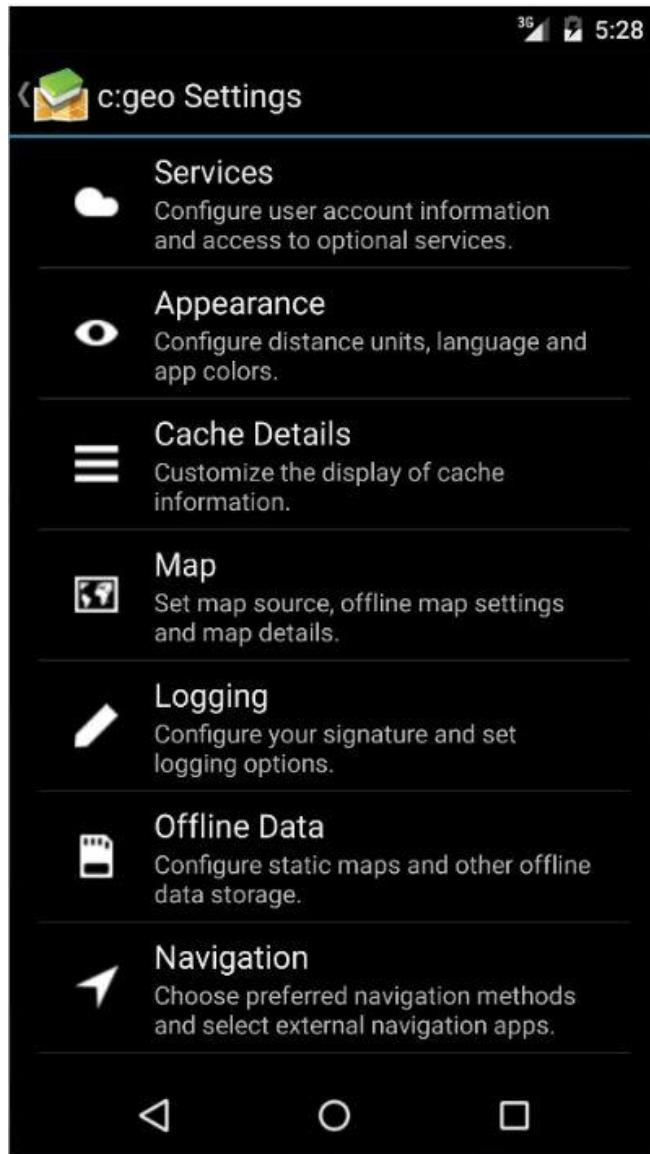 3G 5:28
c:geo Settings
Services
Configure user account information
and access to optional services.
Appearance
Configure distance units, language and
app colors.
Cache Details
Customize the display of cache
information.
Map
Set map source, offline map settings
and map details.
Logging
Configure your signature and set
logging options.
Offline Data
Configure static maps and other offline
data storage.
Navigation
Choose preferred navigation methods
and select external navigation apps.